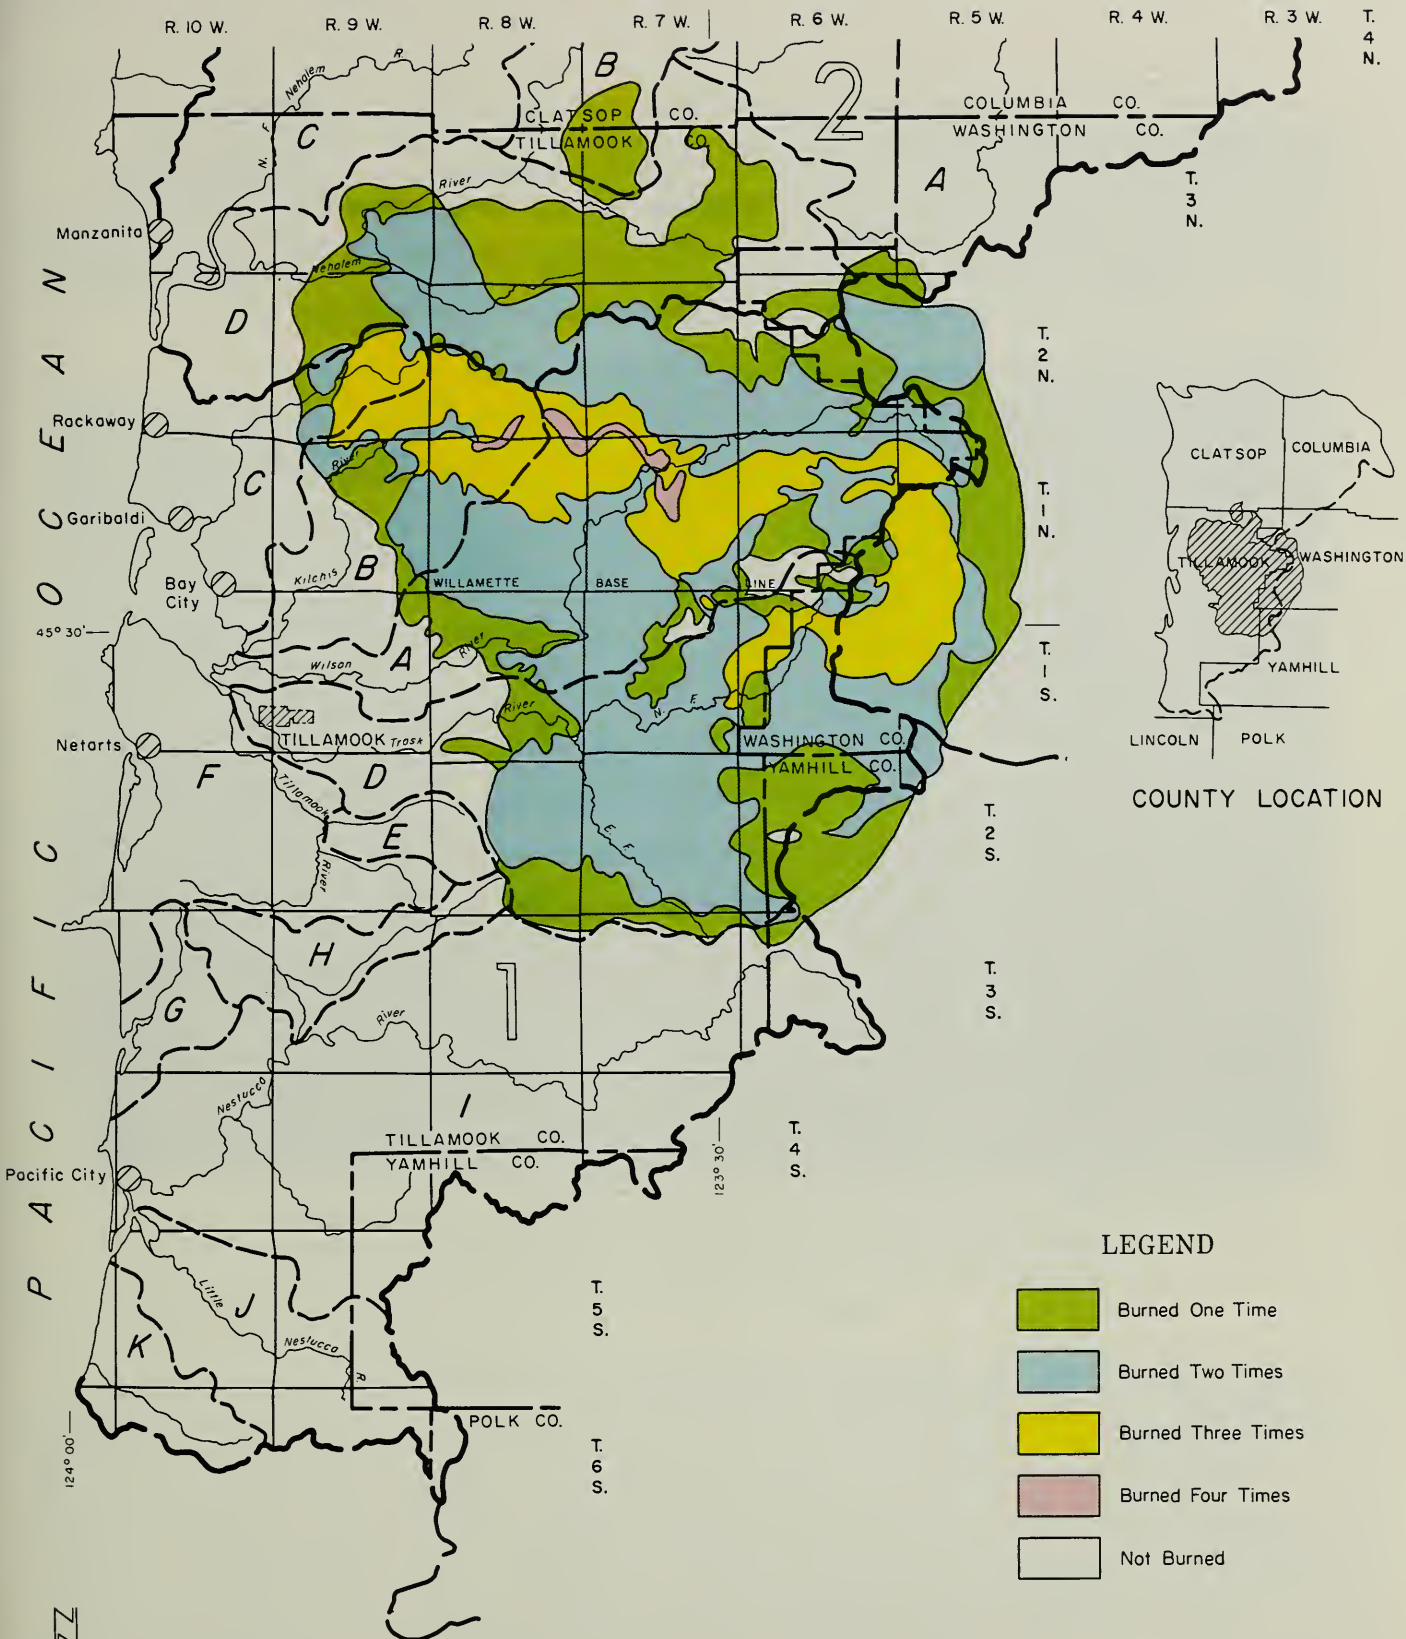 R. 10 W. R. 9 W. R. 8 W. R. 7 W. R. 6 W. R. 5 W. R. 4 W. R. 3 W.
T. 4 N.
Nehalem R.
B
2
CLATSOP CO.
TILLAMOOK CO.
COLUMBIA CO.
WASHINGTON CO.
C
N. F.
A
River
T. 3 N.
Manzanita
Nehalem
D
T. 2 N.
Rockaway
CLATSOP
COLUMBIA
River
C
Garibaldi
T. 1 N.
TILLAMOOK
WASHINGTON
B
Kilchis
Bay City
WILLAMETTE BASE LINE
45° 30'
A
River
Wilson
T. 1 S.
YAMHILL
River
N. F.
TILLAMOOK
Trask
Netarts
WASHINGTON CO.
YAMHILL CO.
LINCOLN
POLK
F
D
Tillamook
River
COUNTY LOCATION
E
E. F.
T. 2 S.
H
1
G
T. 3 S.
River
Nestucca
I
TILLAMOOK CO.
YAMHILL CO.
123° 30'
T. 4 S.
Pacific City
PACIFIC OCEAN
Little
J
Nestucca
R.
K
T. 5 S.
POLK CO.
124° 00'
T. 6 S.
LEGEND
Burned One Time
Burned Two Times
Burned Three Times
Burned Four Times
Not Burned